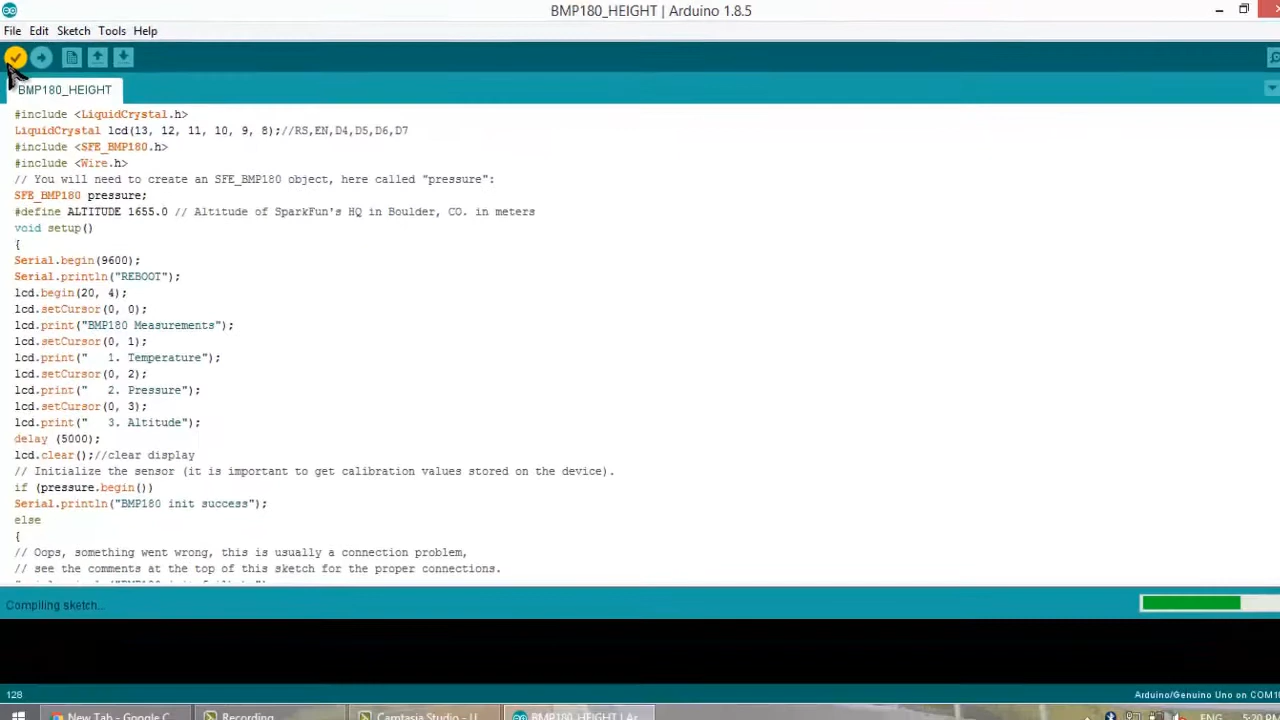 BMP180_HEIGHT | Arduino 1.8.5
File Edit Sketch Tools Help
BMP180_HEIGHT
#include <LiquidCrystal.h>
LiquidCrystal lcd(13, 12, 11, 10, 9, 8);//RS,EN,D4,D5,D6,D7
#include <SFE_BMP180.h>
#include <Wire.h>
// You will need to create an SFE_BMP180 object, here called "pressure":
SFE_BMP180 pressure;
#define ALTITUDE 1655.0 // Altitude of SparkFun's HQ in Boulder, CO. in meters
void setup()
{
Serial.begin(9600);
Serial.println("REBOOT");
lcd.begin(20, 4);
lcd.setCursor(0, 0);
lcd.print("BMP180 Measurements");
lcd.setCursor(0, 1);
lcd.print("   1. Temperature");
lcd.setCursor(0, 2);
lcd.print("   2. Pressure");
lcd.setCursor(0, 3);
lcd.print("   3. Altitude");
delay (5000);
lcd.clear();//clear display
// Initialize the sensor (it is important to get calibration values stored on the device).
if (pressure.begin())
Serial.println("BMP180 init success");
else
{
// Oops, something went wrong, this is usually a connection problem,
// see the comments at the top of this sketch for the proper connections.
Compiling sketch...
128 Arduino/Genuino Uno on COM1
New Tab - Google C... Recording... Camtasia Studio - U... BMP180_HEIGHT | Ar... ENG 5:20